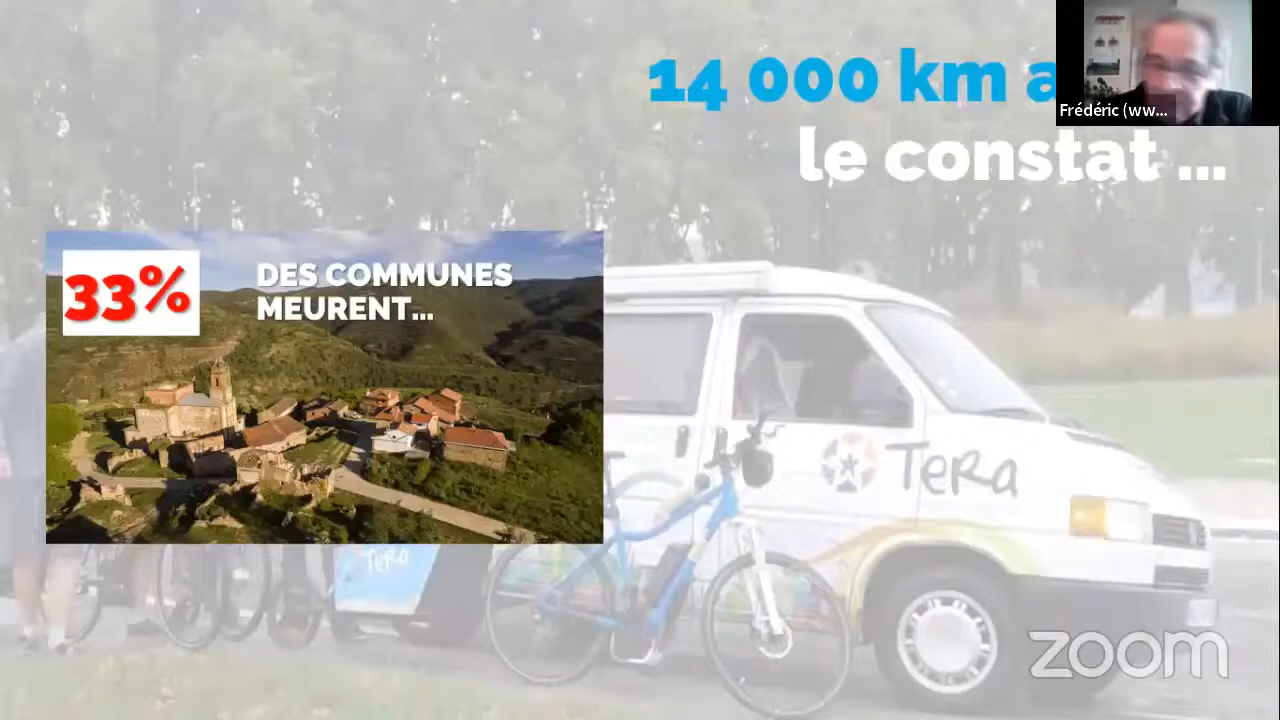 14 000 km a
le constat ...
Frédéric (ww...
33%
DES COMMUNES
MEURENT...
TeRa
TeRa
zoom